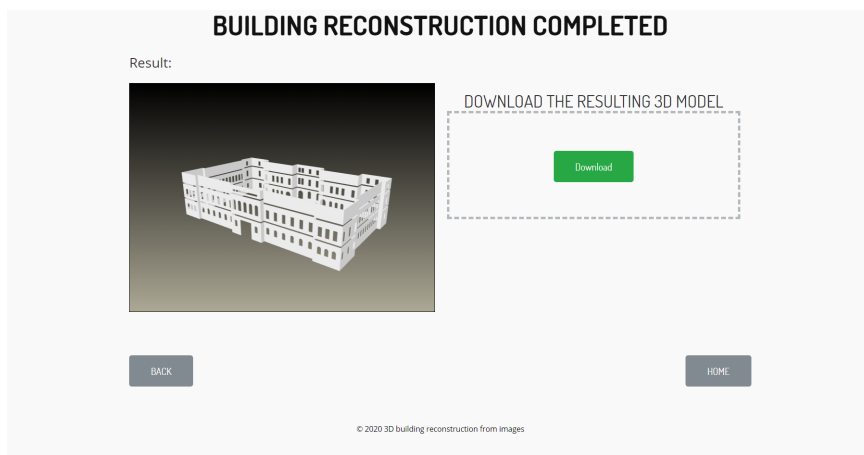 BUILDING RECONSTRUCTION COMPLETED
Result:
DOWNLOAD THE RESULTING 3D MODEL
Download
BACK
HOME
© 2020 3D building reconstruction from images